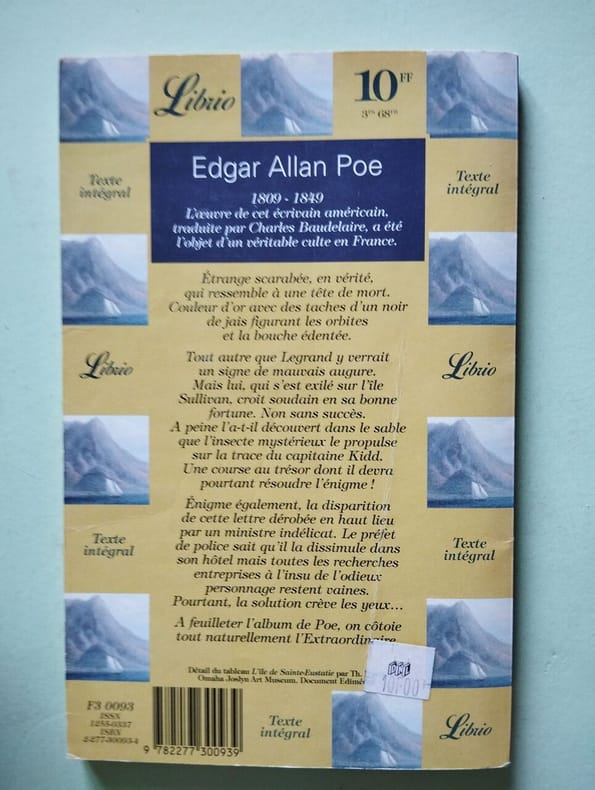 Librio
10 FF
3 TTC 68 TTC
Texte
intégral
Edgar Allan Poe
1809 - 1849
L'œuvre de cet écrivain américain,
traduite par Charles Baudelaire, a été
l'objet d'un véritable culte en France.
Texte
intégral
Étrange scarabée, en vérité,
qui ressemble à une tête de mort.
Couleur d'or avec des taches d'un noir
de jais figurant les orbites
et la bouche édentée.
Librio
Tout autre que Legrand y verrait
un signe de mauvais augure.
Mais lui, qui s'est exilé sur l'île
Sullivan, croit soudain en sa bonne
fortune. Non sans succès.
A peine l'a-t-il découvert dans le sable
que l'insecte mystérieux le propulse
sur la trace du capitaine Kidd.
Une course au trésor dont il devra
pourtant résoudre l'énigme !
Librio
Texte
intégral
Énigme également, la disparition
de cette lettre dérobée en haut lieu
par un ministre indélicat. Le préfet
de police sait qu'il la dissimule dans
son hôtel mais toutes les recherches
entreprises à l'insu de l'odieux
personnage restent vaines.
Pourtant, la solution crève les yeux...
Texte
intégral
A feuilleter l'album de Poe, on côtoie
tout naturellement l'Extraordinaire
Détail du tableau L'île de Sainte-Eustatie par Th.
Omaha Joslyn Art Museum. Document Edimé
F3 0093
ISSN
1255-0337
ISBN
2-277-30093-4
9 782277 300939
Texte
intégral
Librio